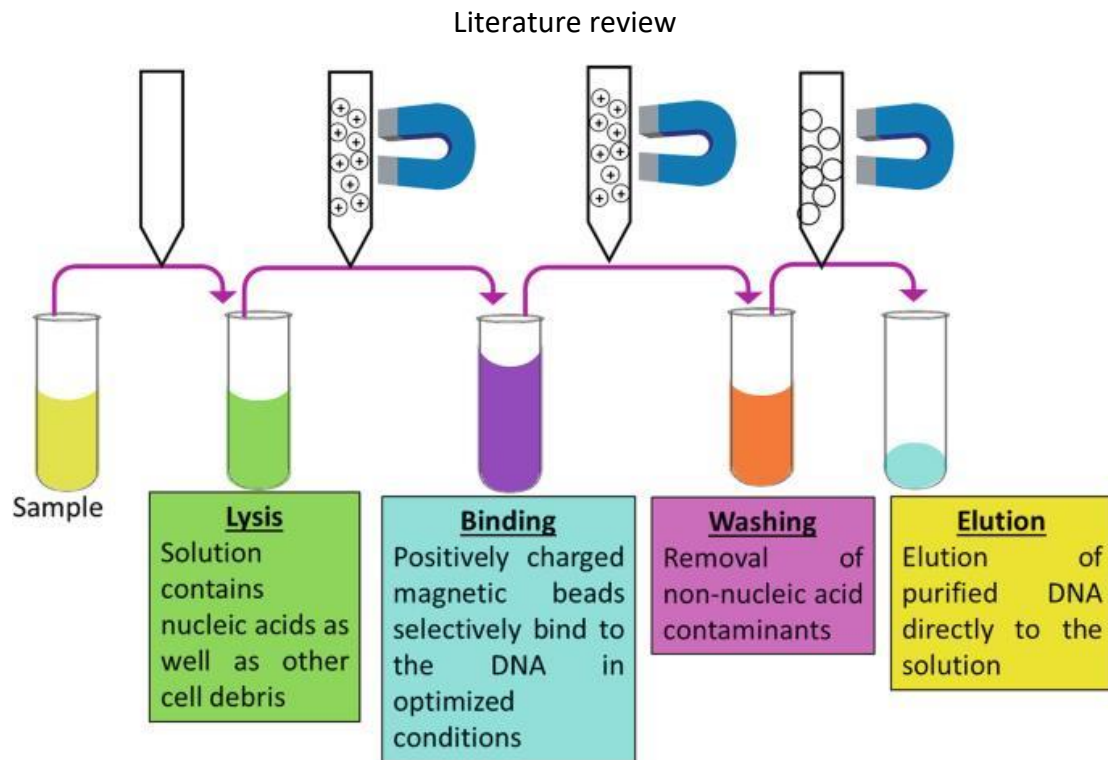 Literature review
Sample
Lysis
Solution
contains
nucleic acids as
well as other
cell debris
Binding
Positively charged
magnetic beads
selectively bind to
the DNA in
optimized
conditions
Washing
Removal of
non-nucleic acid
contaminants
Elution
Elution of
purified DNA
directly to the
solution